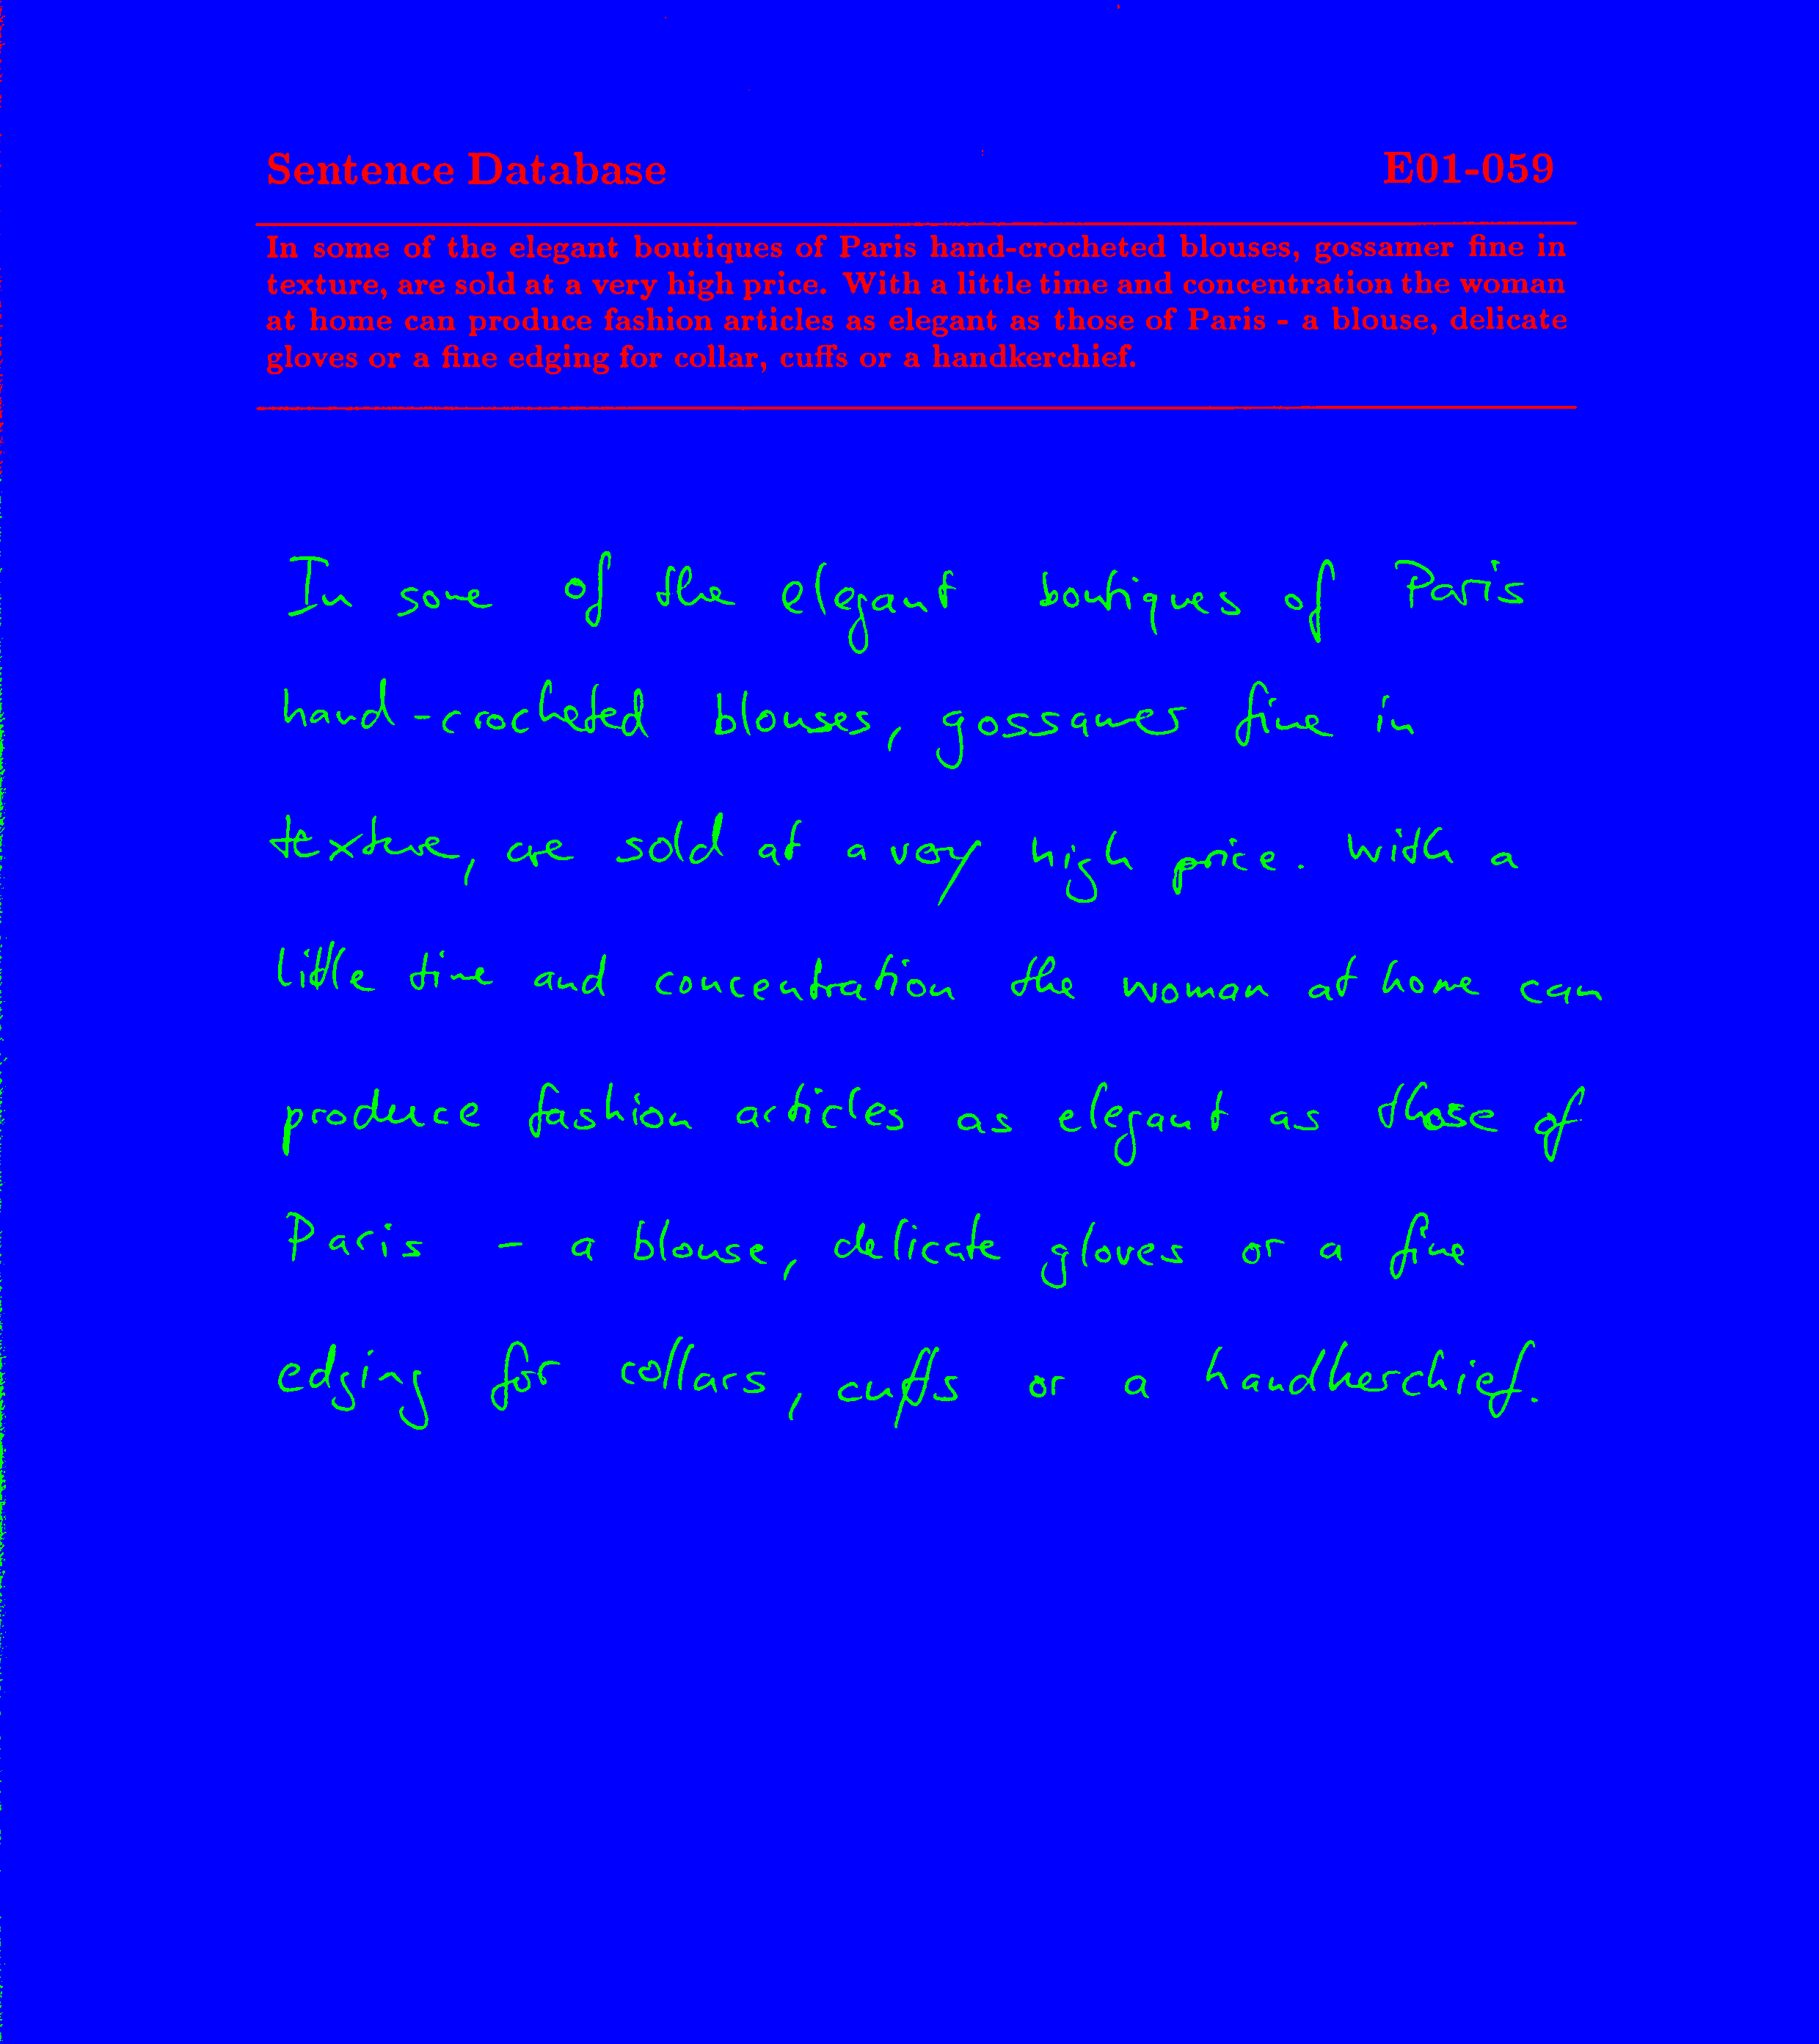 Sentence Database E01-059
In some of the elegant boutiques of Paris hand-crocheted blouses, gossamer fine in
texture, are sold at a very high price. With a little time and concentration the woman
at home can produce fashion articles as elegant as those of Paris - a blouse, delicate
gloves or a fine edging for collar, cuffs or a handkerchief.
In some of the elegant boutiques of Paris
hand-crocheted blouses, gossamer fine in
texture, are sold at a very high price. With a
little time and concentration the woman at home can
produce fashion articles as elegant as those of
Paris - a blouse, delicate gloves or a fine
edging for collars, cuffs or a handkerchief.